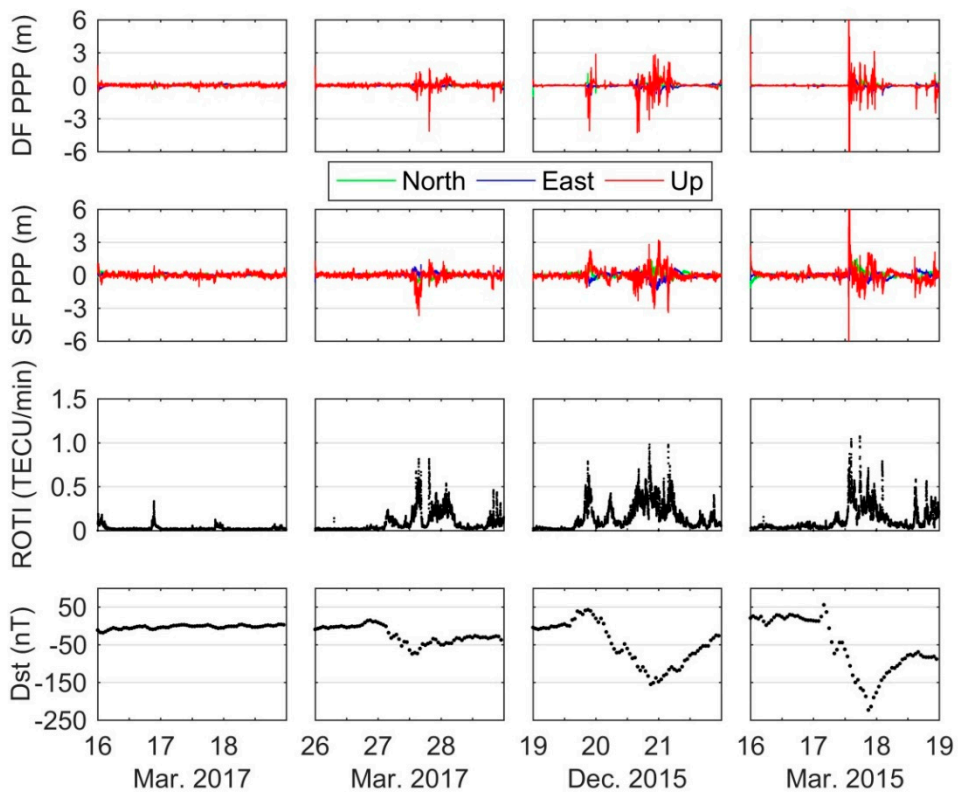 DF PPP (m)
6
3
0
-3
-6
North East Up
SF PPP (m)
6
3
0
-3
-6
ROTI (TECU/min)
1.5
1.0
0.5
0
Dst (nT)
50
-50
-150
-250
16 17 18 26 27 28 19 20 21 16 17 18 19
Mar. 2017 Mar. 2017 Dec. 2015 Mar. 2015